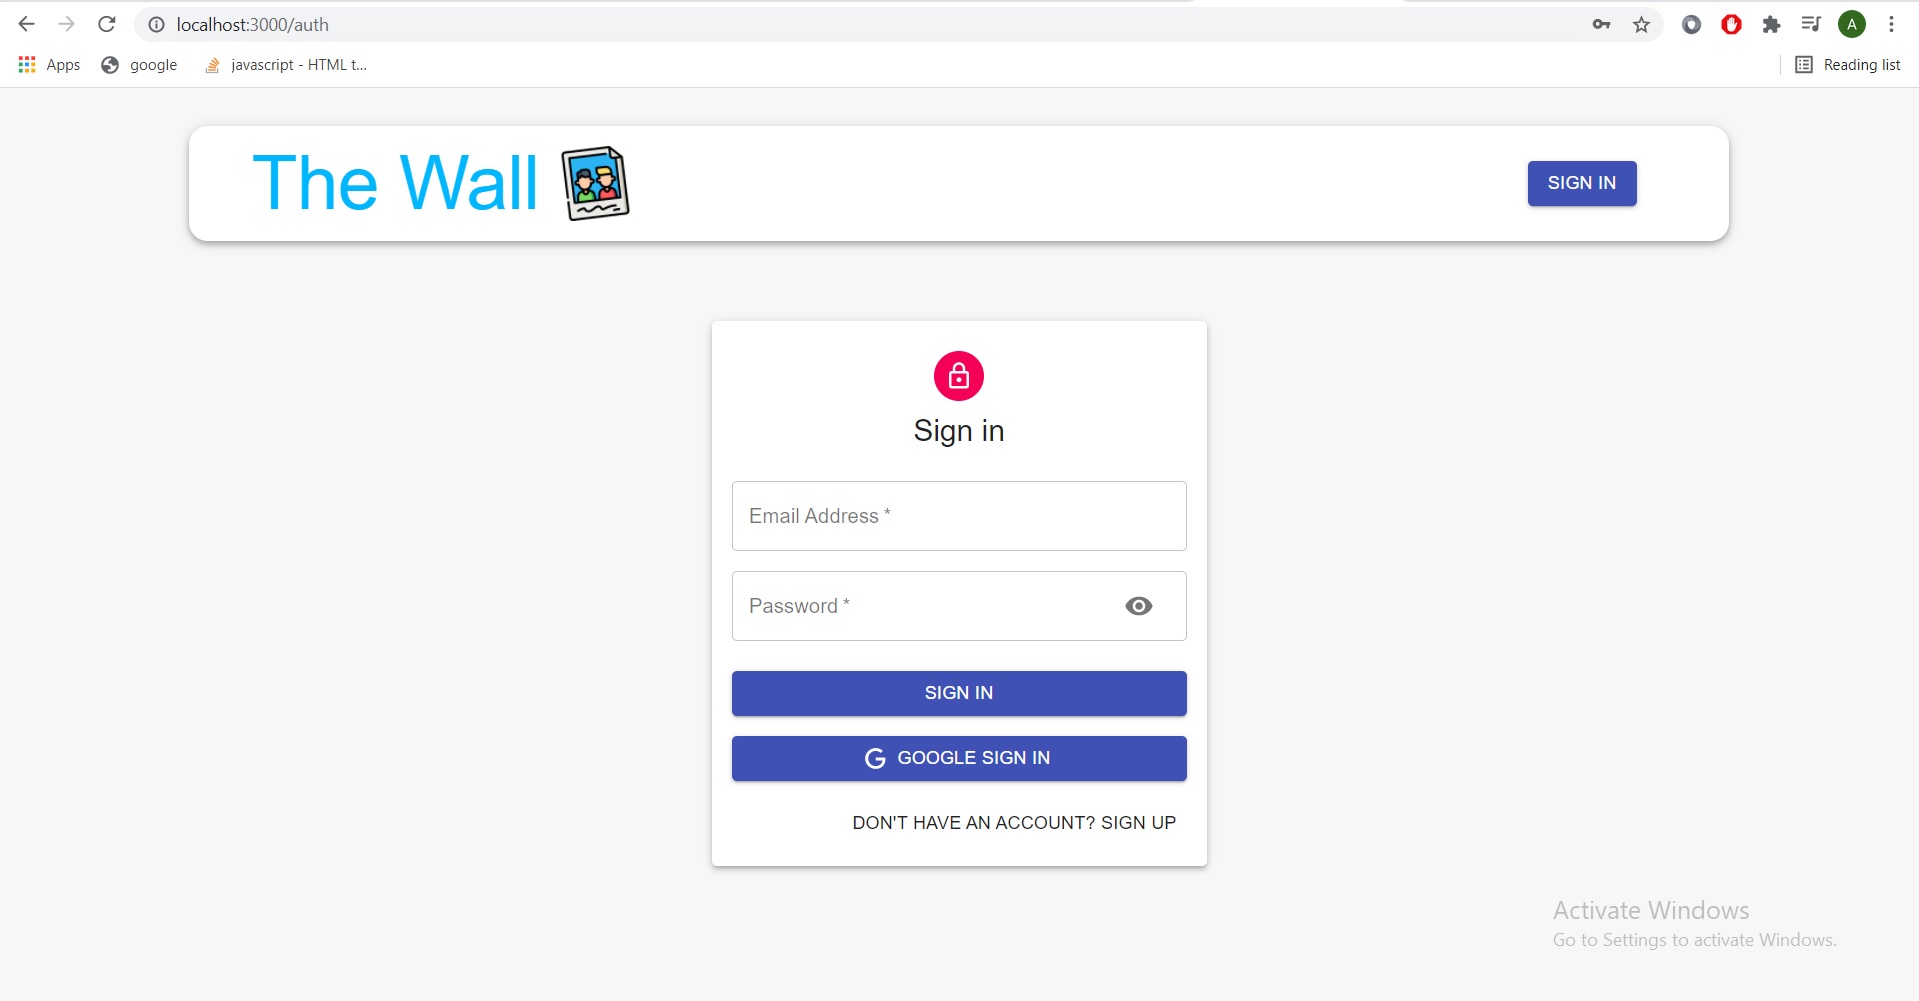 localhost:3000/auth
A
Apps
google
javascript - HTML t...
Reading list
The Wall
SIGN IN
Sign in
Email Address *
Password *
SIGN IN
G GOOGLE SIGN IN
DON'T HAVE AN ACCOUNT? SIGN UP
Activate Windows
Go to Settings to activate Windows.